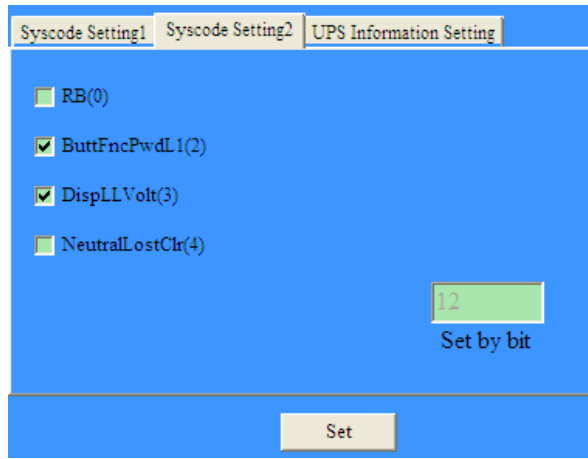 Syscode Setting1 Syscode Setting2 UPS Information Setting
RB(0)
ButtFncPwdL1(2)
DispLLVolt(3)
NeutralLostClr(4)
12
Set by bit
Set